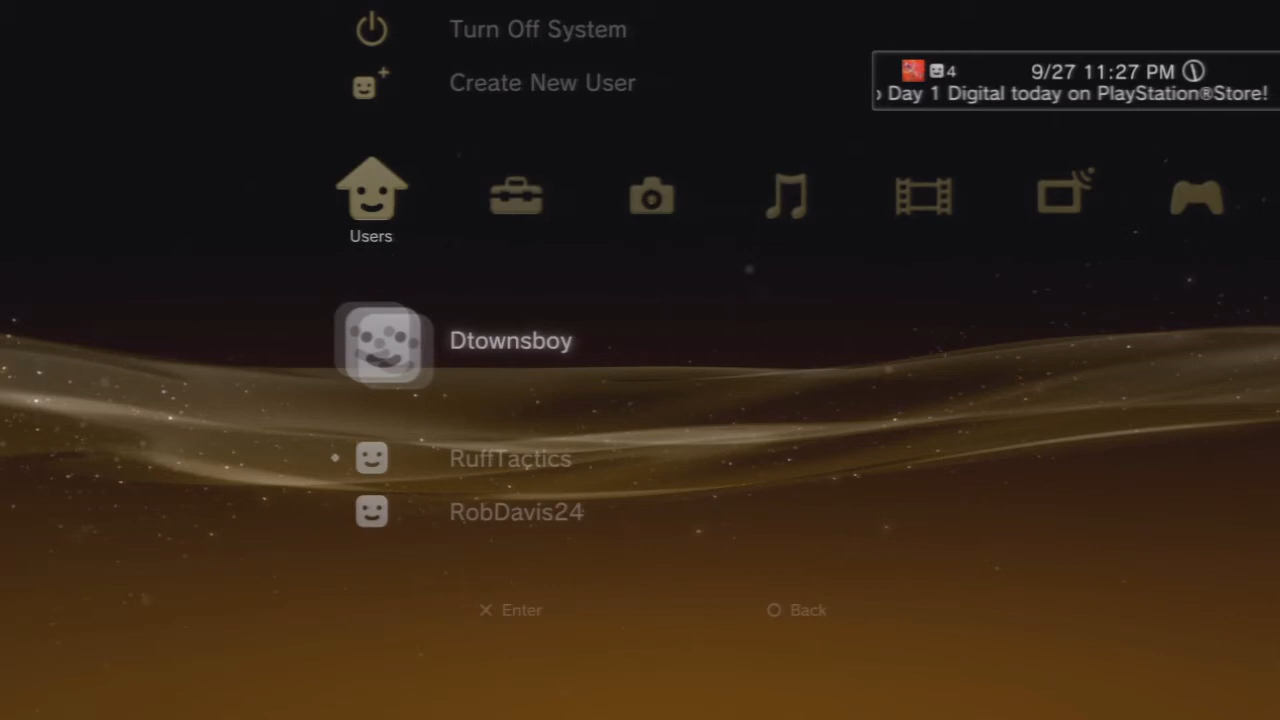 Turn Off System
Create New User
4 9/27 11:27 PM
Day 1 Digital today on PlayStation®Store!
Users
Dtownsboy
RuffTactics
RobDavis24
Enter
Back